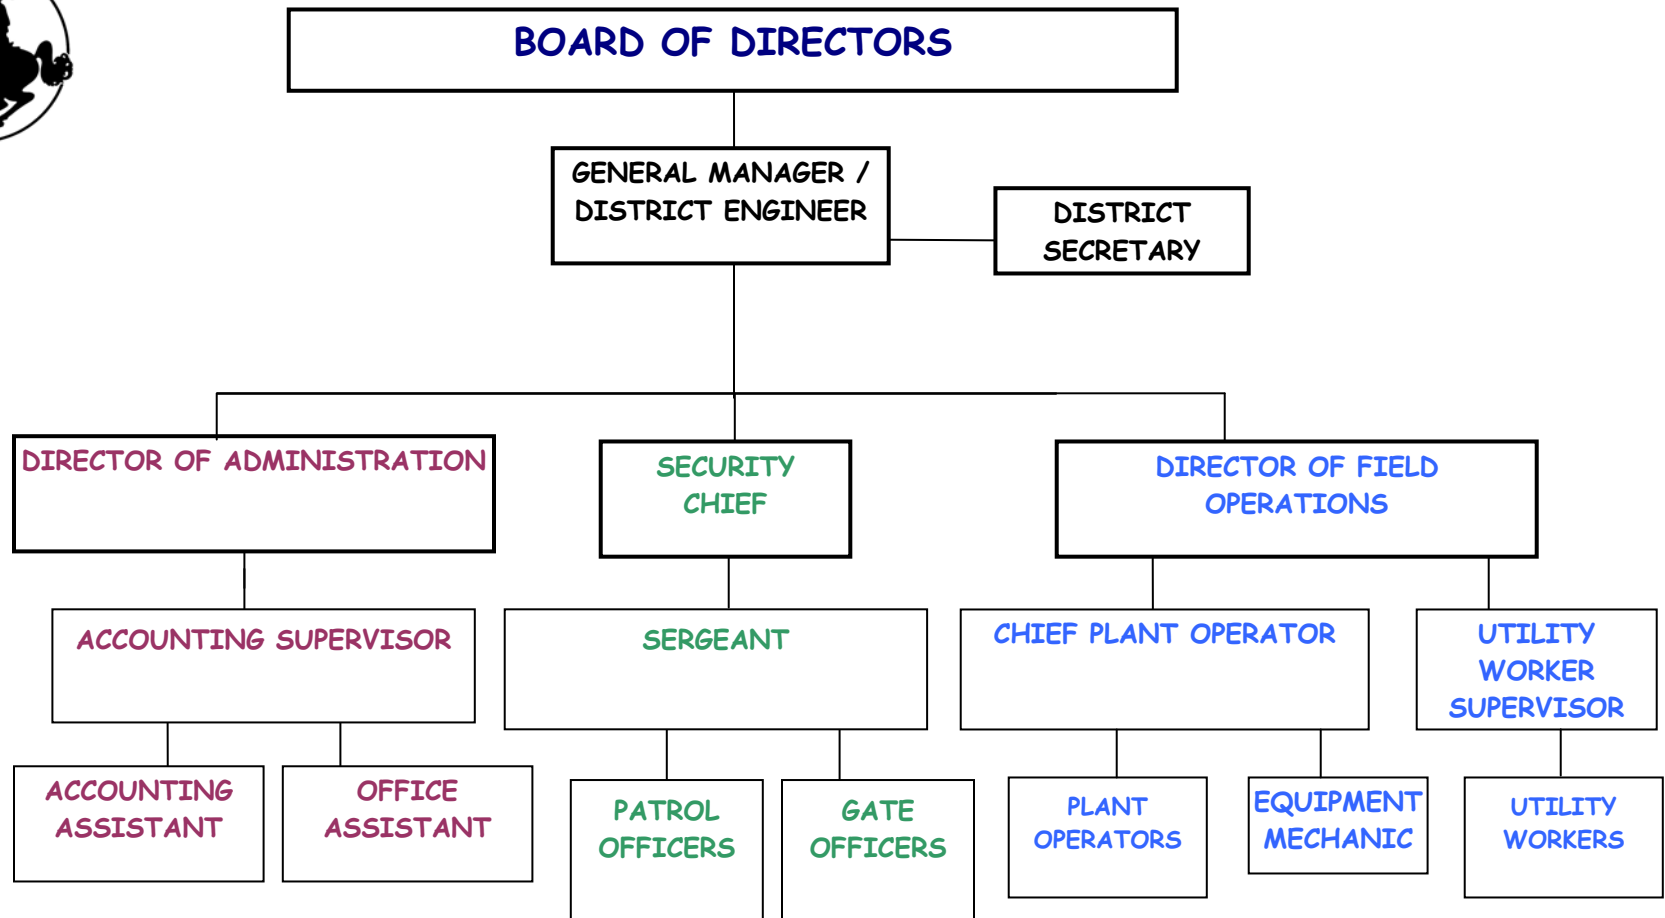 BOARD OF DIRECTORS
GENERAL MANAGER /
DISTRICT ENGINEER
DISTRICT
SECRETARY
DIRECTOR OF ADMINISTRATION
SECURITY
CHIEF
DIRECTOR OF FIELD
OPERATIONS
ACCOUNTING SUPERVISOR
SERGEANT
CHIEF PLANT OPERATOR
UTILITY
WORKER
SUPERVISOR
ACCOUNTING
ASSISTANT
OFFICE
ASSISTANT
PATROL
OFFICERS
GATE
OFFICERS
PLANT
OPERATORS
EQUIPMENT
MECHANIC
UTILITY
WORKERS